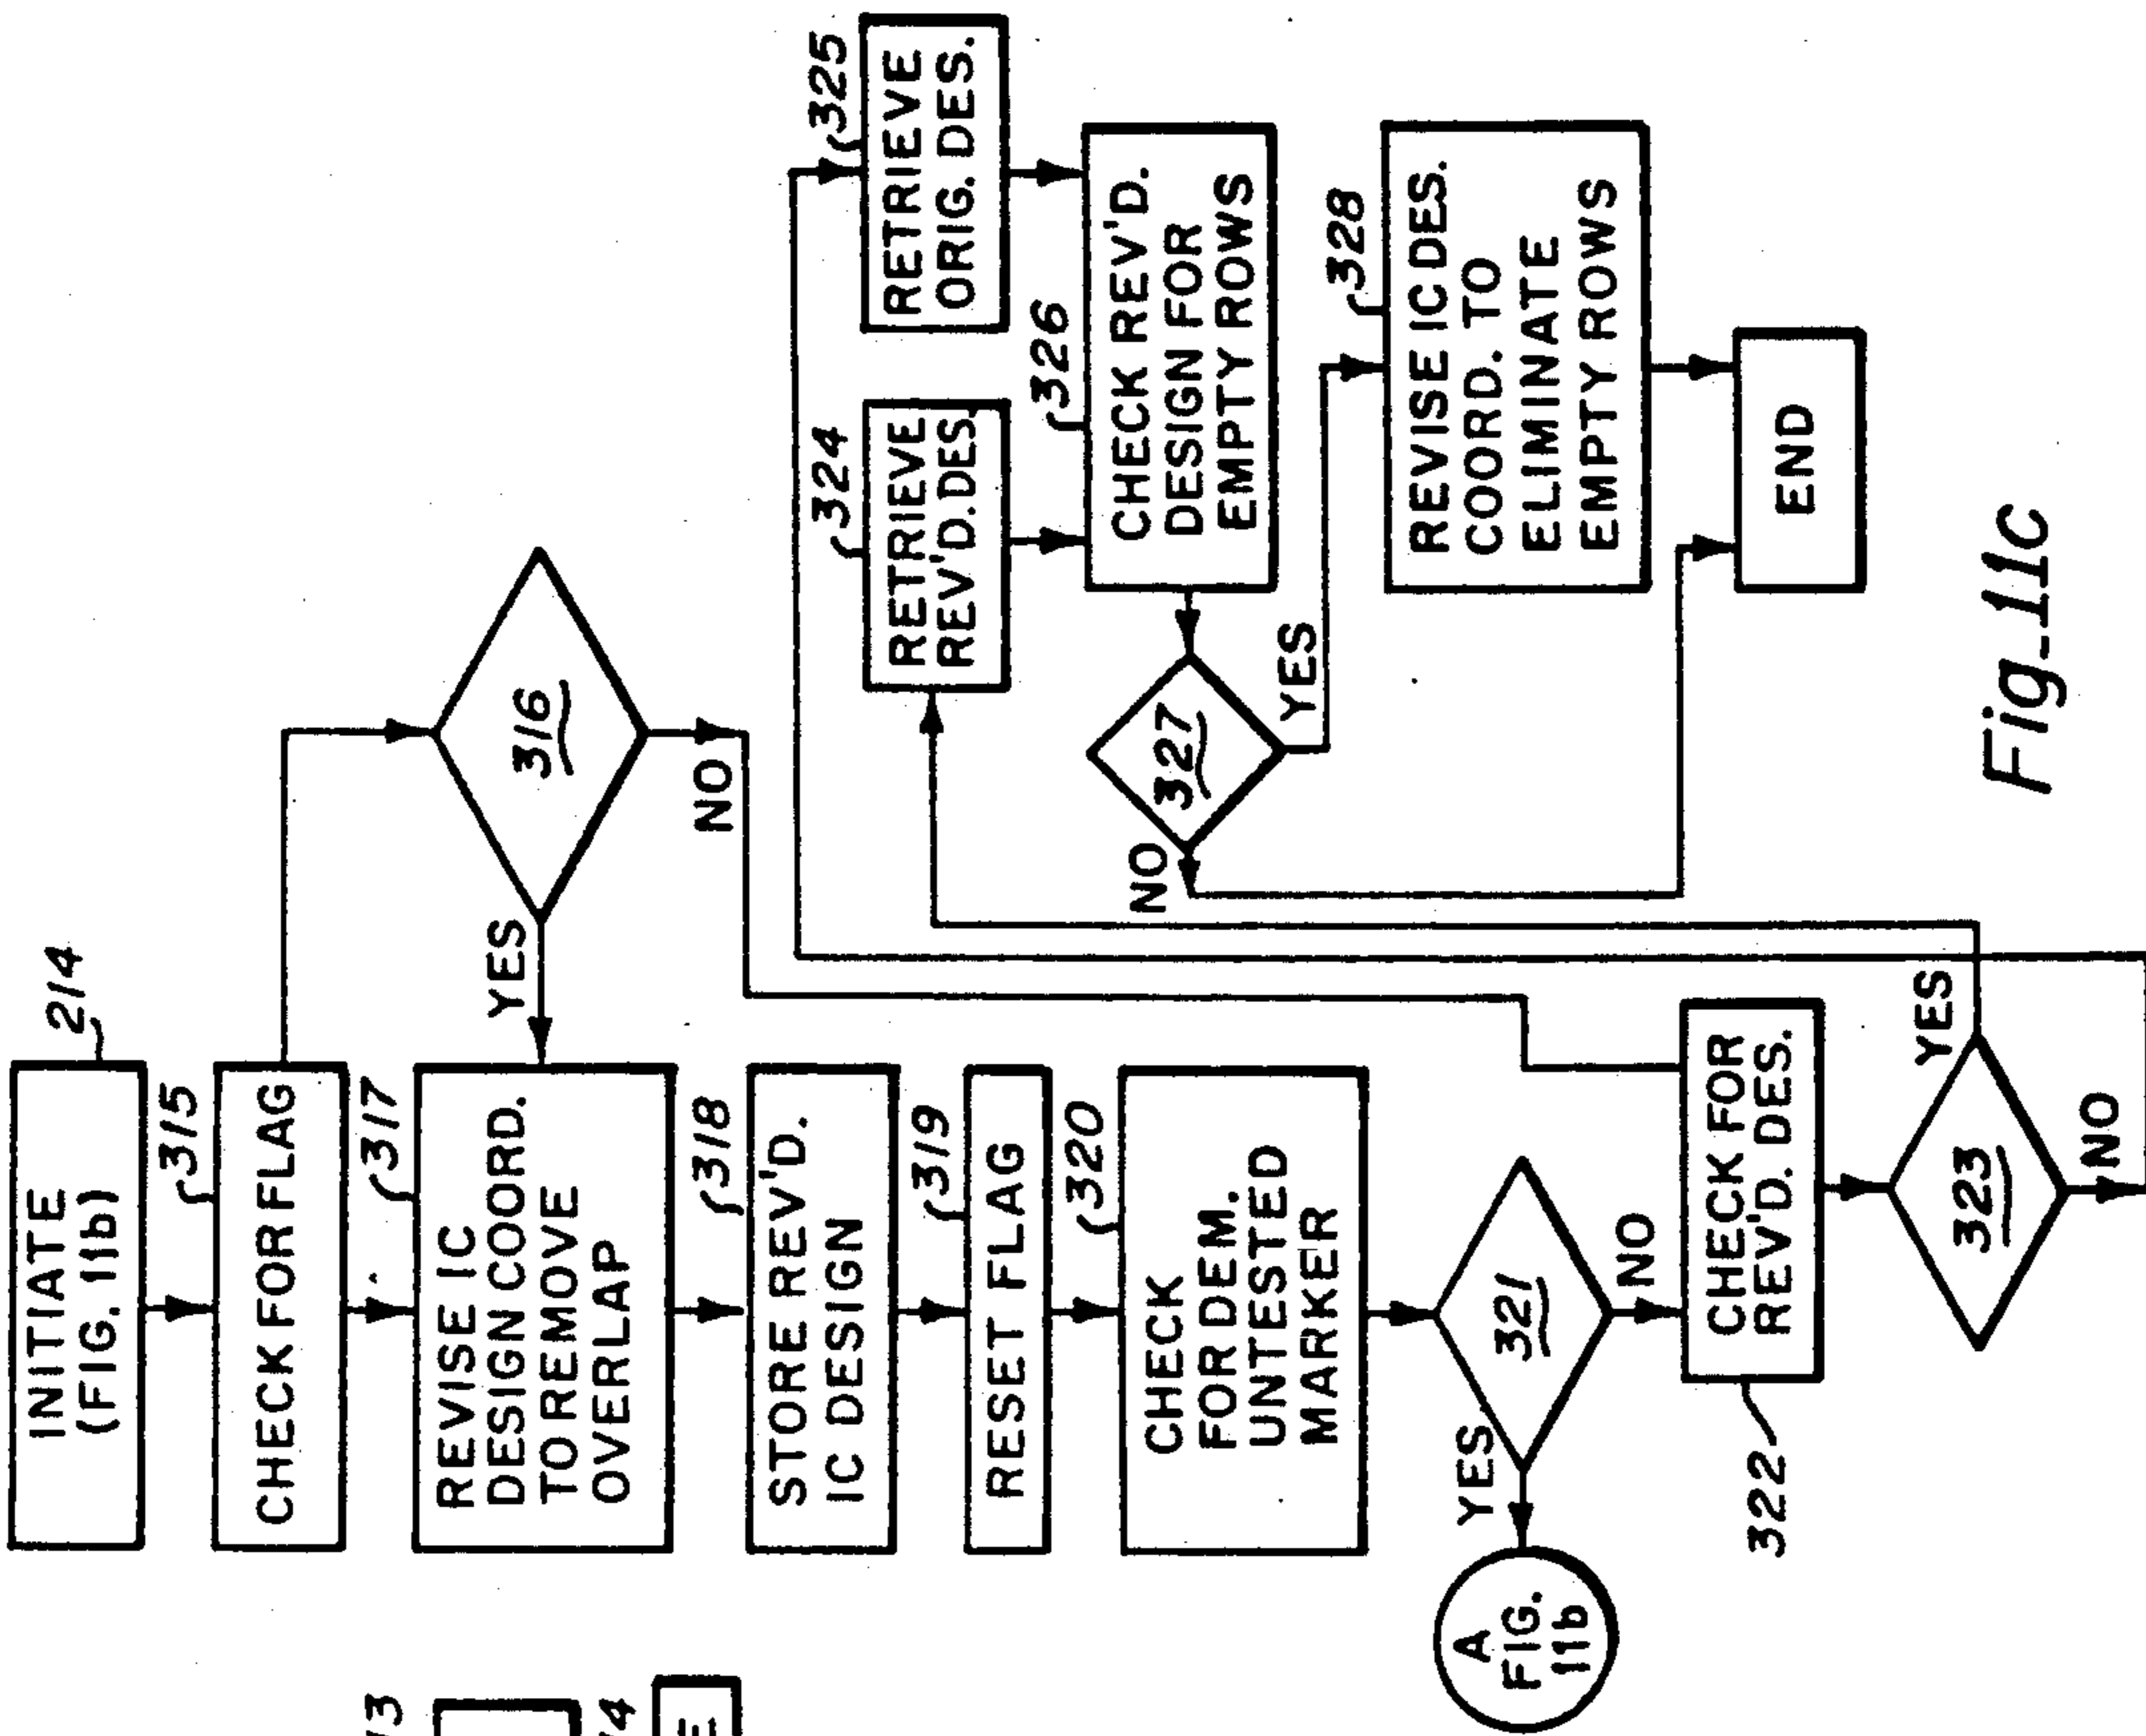 INITIATE
(FIG. 11b)
214
315
CHECK FOR FLAG
316
YES
NO
317
REVISE IC
DESIGN COORD.
TO REMOVE
OVERLAP
318
STORE REV'D.
IC DESIGN
319
RESET FLAG
320
CHECK
FOR DEM.
UNTESTED
MARKER
321
YES
NO
A
FIG.
11b
322
CHECK FOR
REV'D. DES.
323
YES
NO
324
RETRIEVE
REV'D. DES.
325
RETRIEVE
ORIG. DES.
326
CHECK REV'D.
DESIGN FOR
EMPTY ROWS
327
NO
YES
328
REVISE IC DES.
COORD. TO
ELIMINATE
EMPTY ROWS
END
Fig-11C